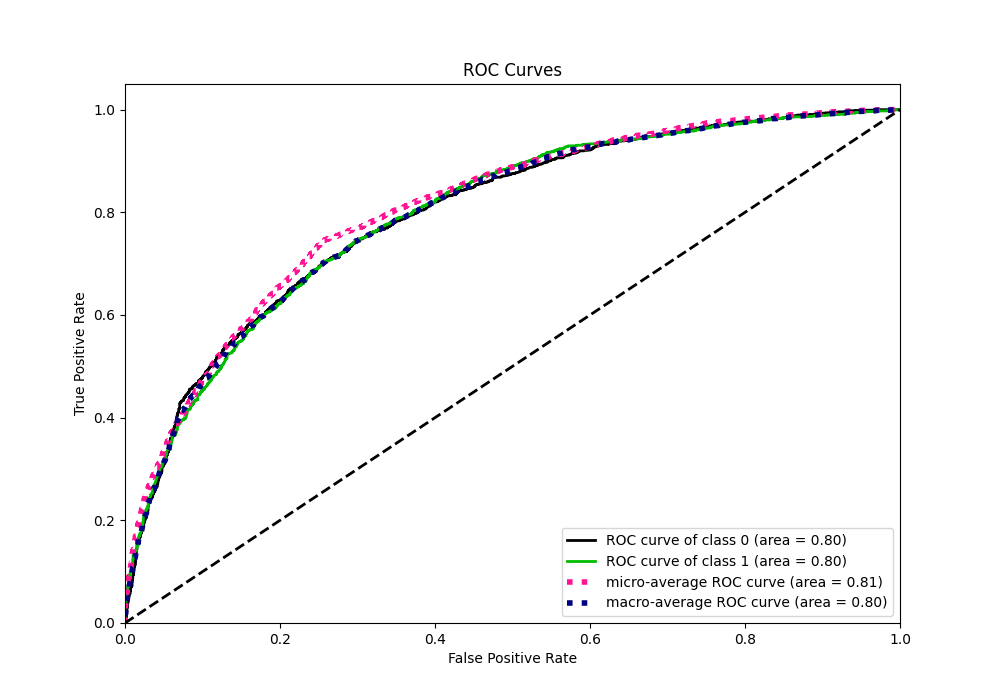 ROC Curves
True Positive Rate
1.0
0.8
0.6
0.4
0.2
0.0
0.0 0.2 0.4 0.6 0.8 1.0
False Positive Rate
ROC curve of class 0 (area = 0.80)
ROC curve of class 1 (area = 0.80)
micro-average ROC curve (area = 0.81)
macro-average ROC curve (area = 0.80)